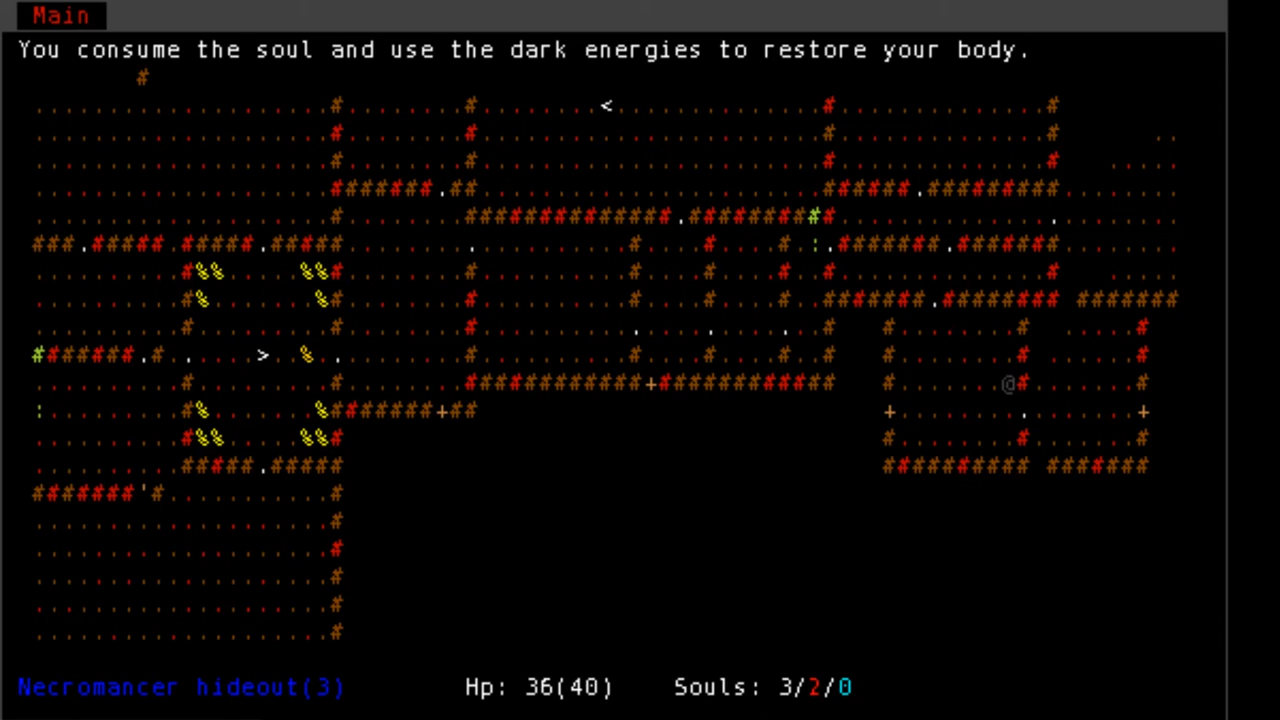 Main
You consume the soul and use the dark energies to restore your body.
Necromancer hideout(3) Hp: 36(40) Souls: 3/2/0